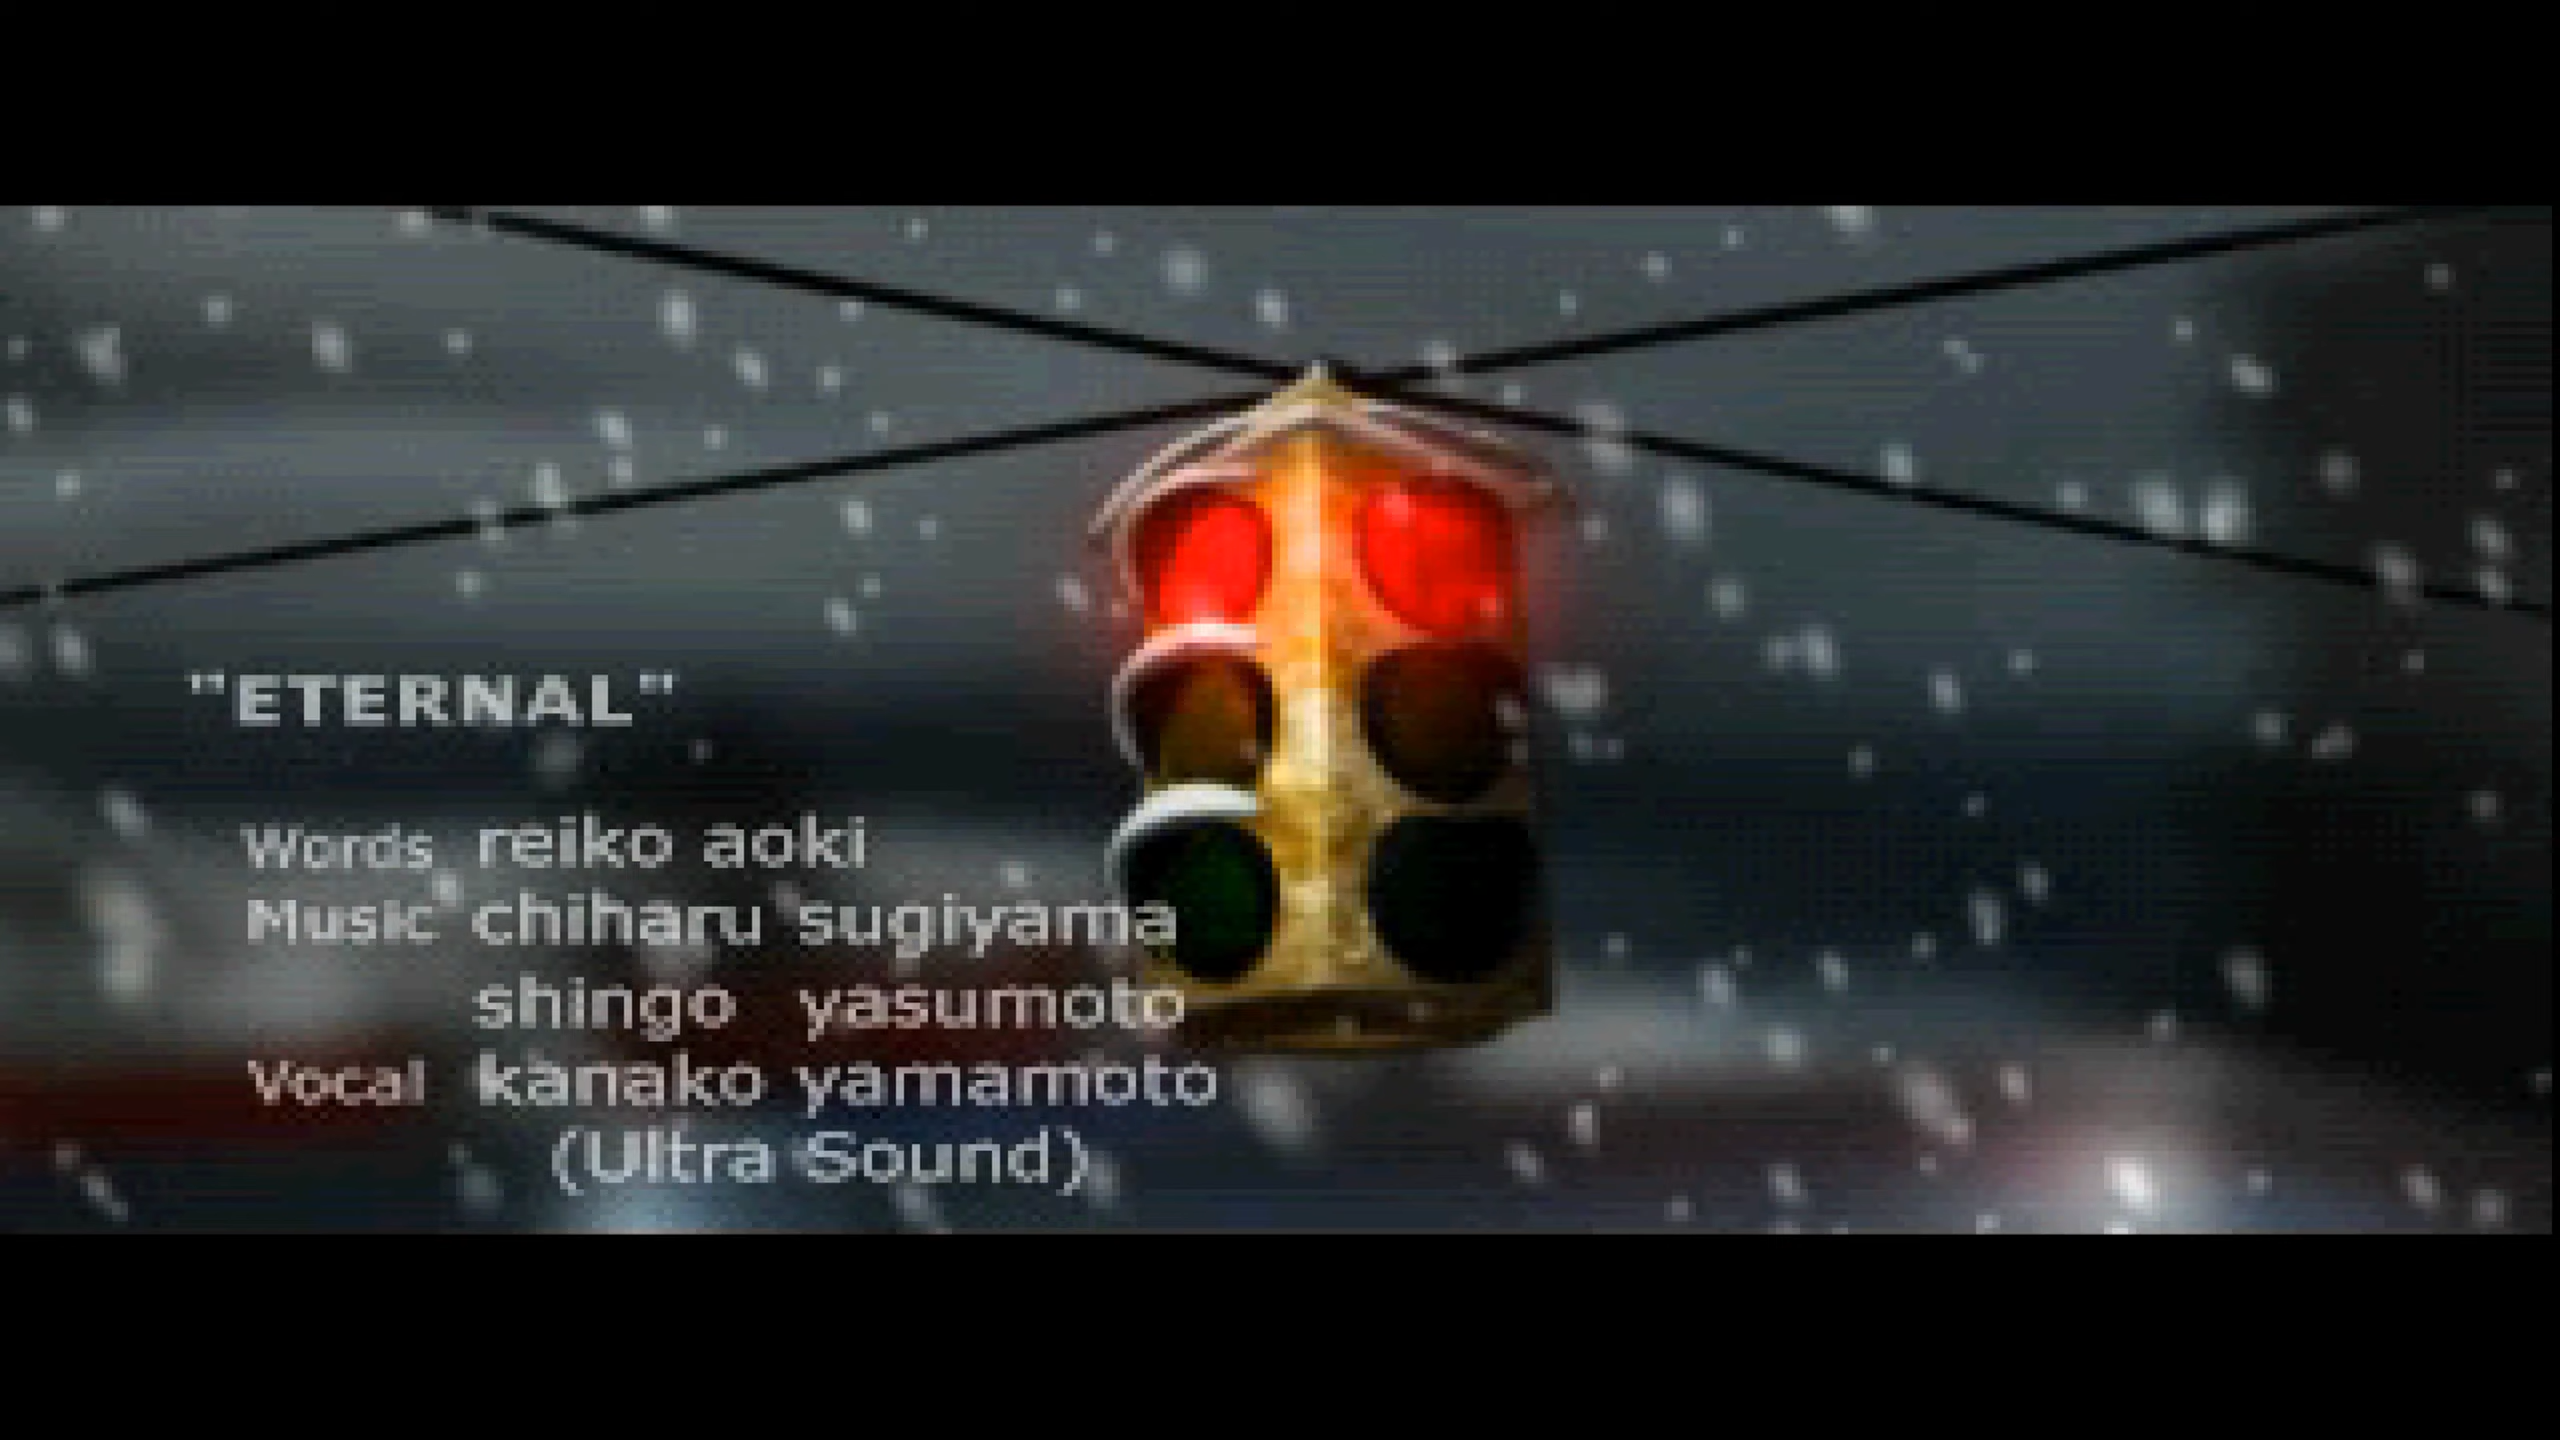 "ETERNAL"
Words reiko aoki
Music chiharu sugiyama
shingo yasumoto
Vocal kanako yamamoto
(Ultra Sound)